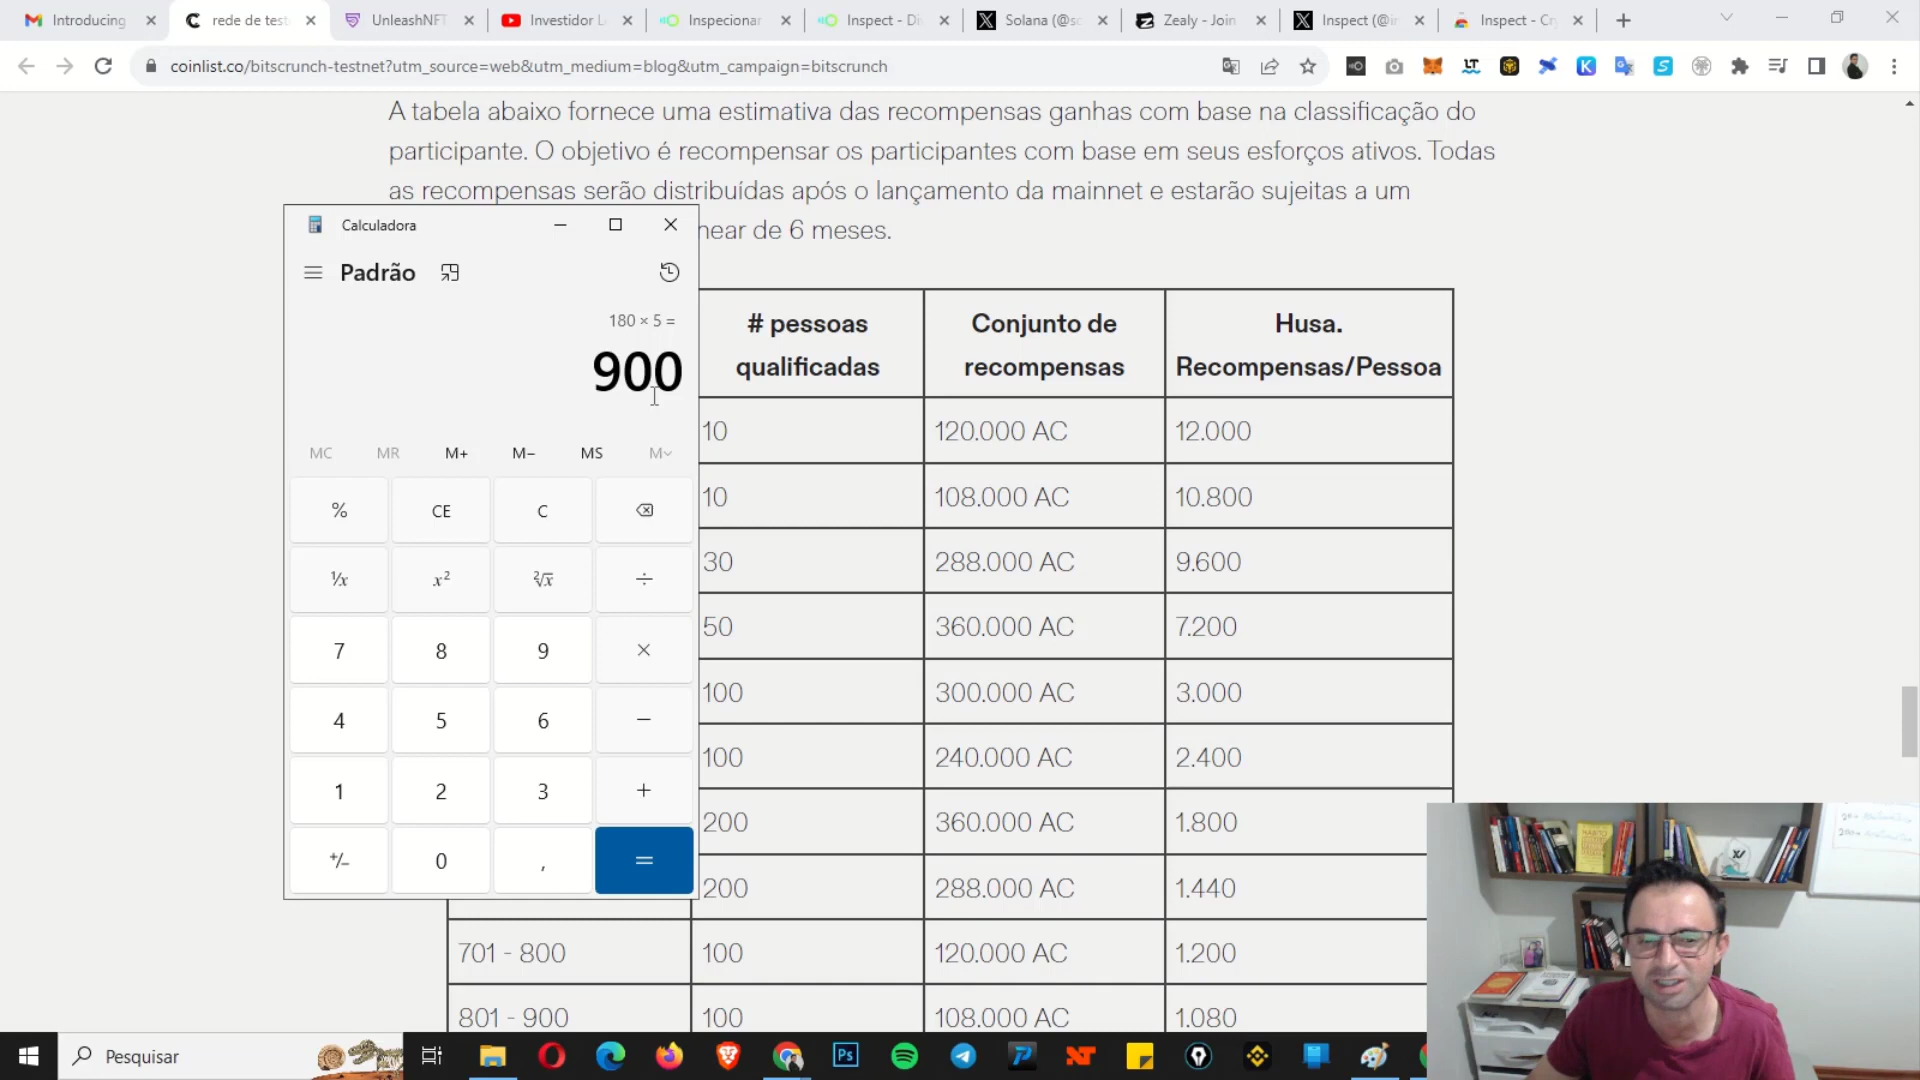 Introducing
rede de test
UnleashNFT
Investidor L
Inspecionar
Inspect - Di
Solana (@so
Zealy - Join
Inspect (@in
Inspect - Cr
coinlist.co/bitscrunch-testnet?utm_source=web&utm_medium=blog&utm_campaign=bitscrunch
A tabela abaixo fornece uma estimativa das recompensas ganhas com base na classificação do
participante. O objetivo é recompensar os participantes com base em seus esforços ativos. Todas
as recompensas serão distribuídas após o lançamento da mainnet e estarão sujeitas a um
near de 6 meses.
Calculadora
Padrão
180 × 5 =
900
MC MR M+ M− MS M
% CE C
¹/x x² ²√x ÷
7 8 9 ×
4 5 6 −
1 2 3 +
+/− 0 , =
# pessoas
qualificadas
Conjunto de
recompensas
Husa.
Recompensas/Pessoa
10 120.000 AC 12.000
10 108.000 AC 10.800
30 288.000 AC 9.600
50 360.000 AC 7.200
100 300.000 AC 3.000
100 240.000 AC 2.400
200 360.000 AC 1.800
200 288.000 AC 1.440
701 - 800 100 120.000 AC 1.200
801 - 900 100 108.000 AC 1.080
Pesquisar